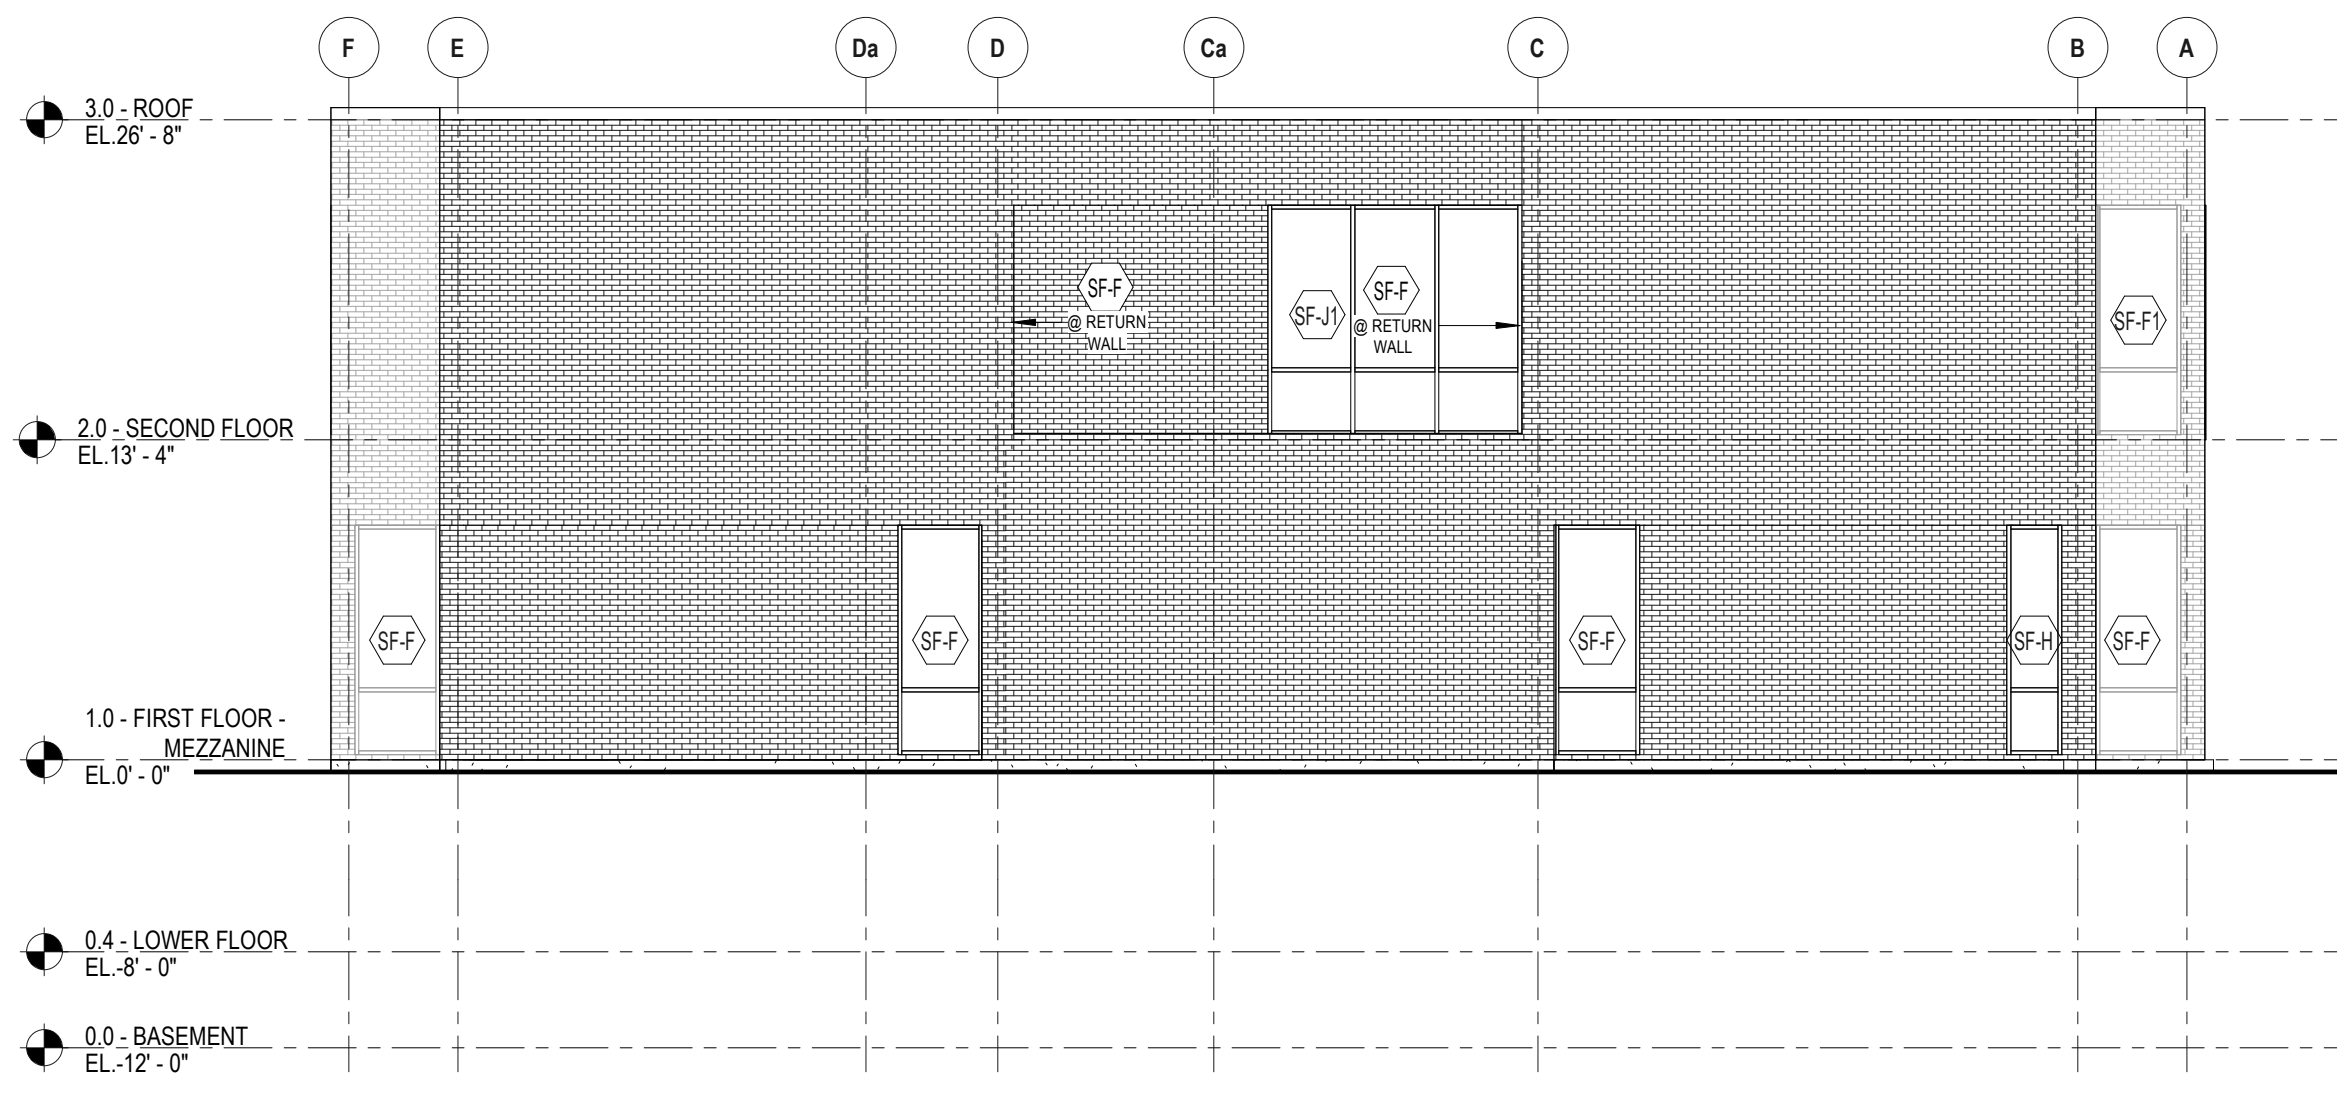 F E Da D Ca C B A
3.0 - ROOF
EL.26' - 8"
SF-F
@ RETURN
WALL
SF-J1
SF-F
@ RETURN
WALL
SF-F1
2.0 - SECOND FLOOR
EL.13' - 4"
SF-F SF-F SF-F SF-H SF-F
1.0 - FIRST FLOOR -
MEZZANINE
EL.0' - 0"
0.4 - LOWER FLOOR
EL.-8' - 0"
0.0 - BASEMENT
EL.-12' - 0"